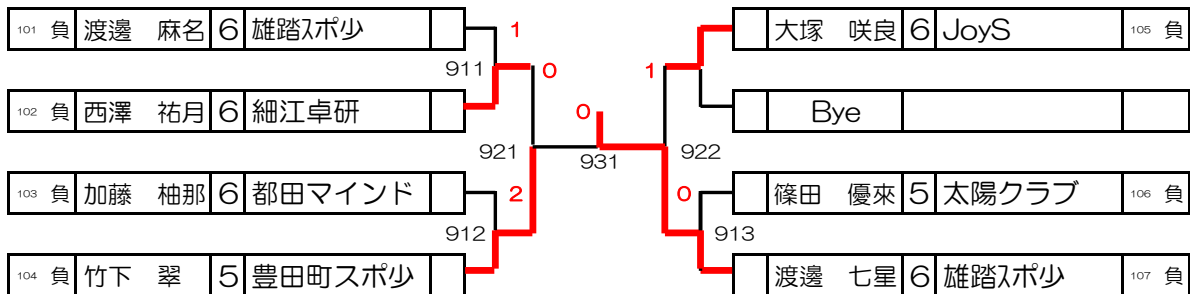 101 負 渡邊 麻名 6 雄踏スポ少
1
大塚 咲良 6 JoyS 105 負
911
0
1
102 負 西澤 祐月 6 細江卓研
0
Bye
921
931
922
103 負 加藤 柚那 6 都田マインド
2
0
篠田 優來 5 太陽クラブ 106 負
912
913
104 負 竹下 翠 5 豊田町スポ少
渡邊 七星 6 雄踏スポ少 107 負